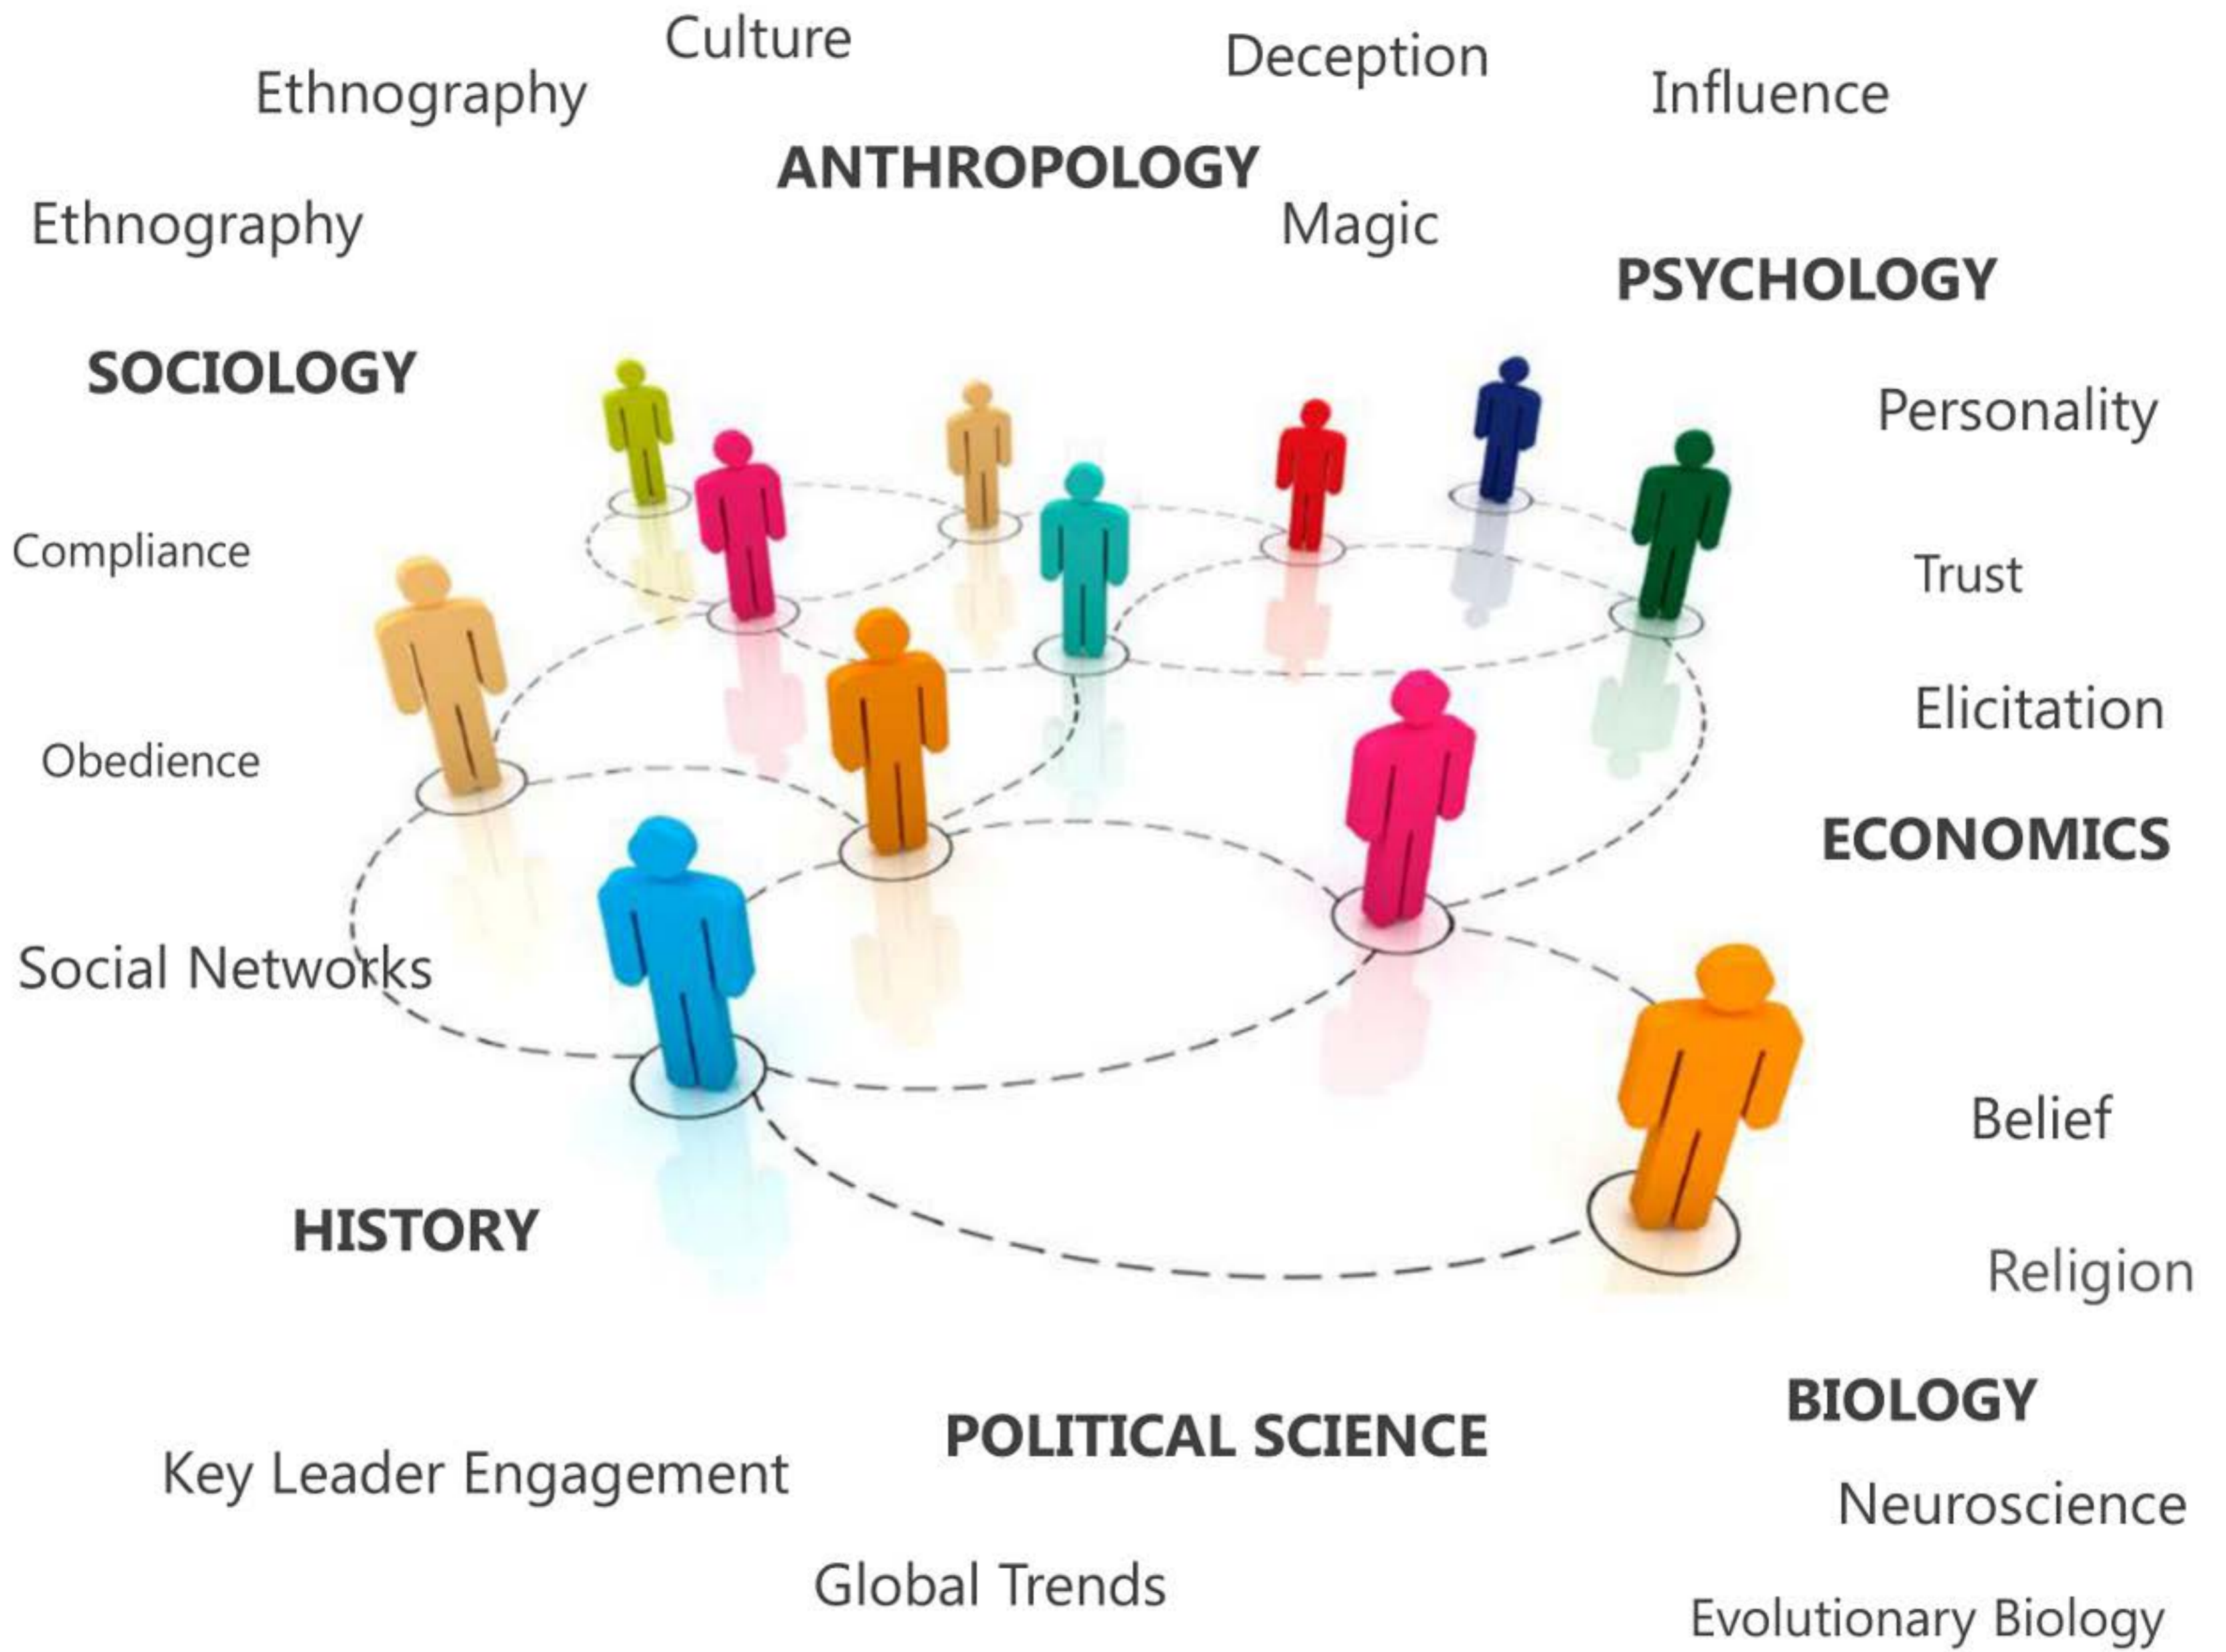 Culture
Deception
Ethnography
Influence
ANTHROPOLOGY
Ethnography
Magic
PSYCHOLOGY
SOCIOLOGY
Personality
Compliance
Trust
Elicitation
Obedience
ECONOMICS
Social Networks
Belief
HISTORY
Religion
BIOLOGY
POLITICAL SCIENCE
Key Leader Engagement
Neuroscience
Global Trends
Evolutionary Biology